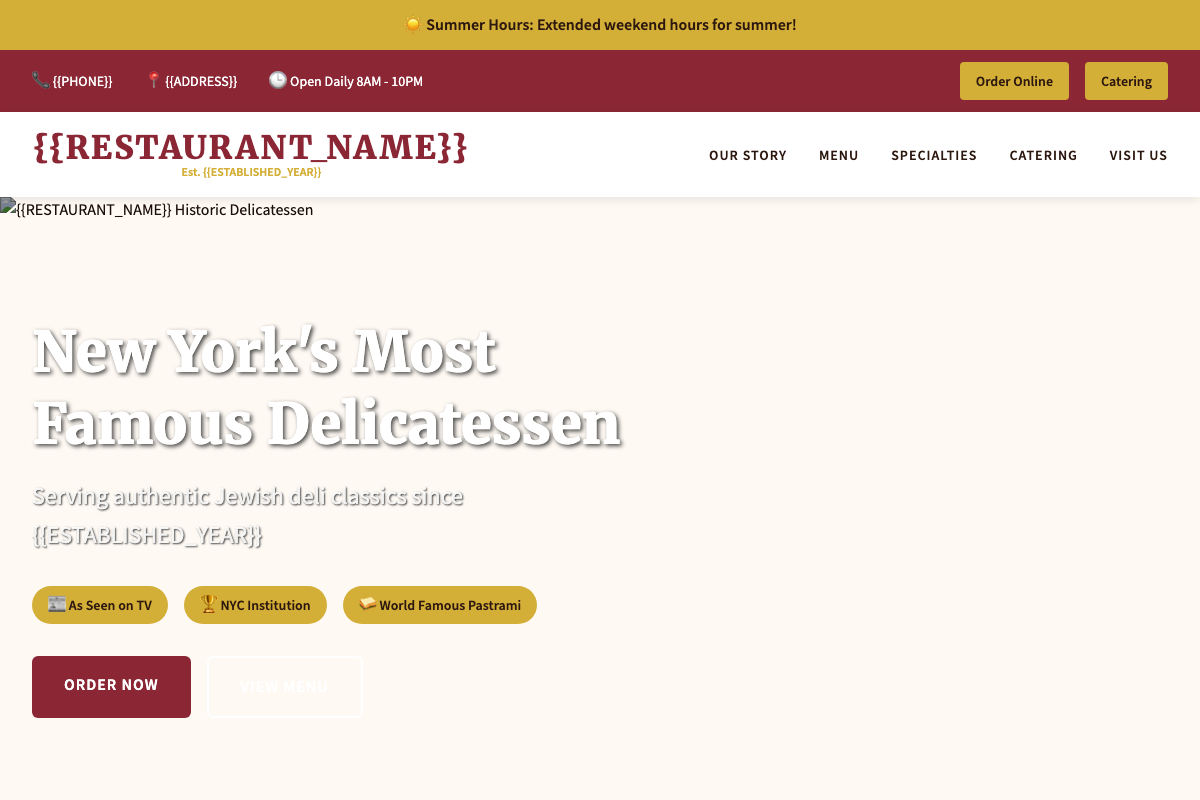 Summer Hours: Extended weekend hours for summer!
{{PHONE}} {{ADDRESS}} Open Daily 8AM - 10PM Order Online Catering
{{RESTAURANT_NAME}}
Est. {{ESTABLISHED_YEAR}}
OUR STORY MENU SPECIALTIES CATERING VISIT US
{{RESTAURANT_NAME}} Historic Delicatessen
New York's Most
Famous Delicatessen
Serving authentic Jewish deli classics since
{{ESTABLISHED_YEAR}}
As Seen on TV NYC Institution World Famous Pastrami
ORDER NOW VIEW MENU